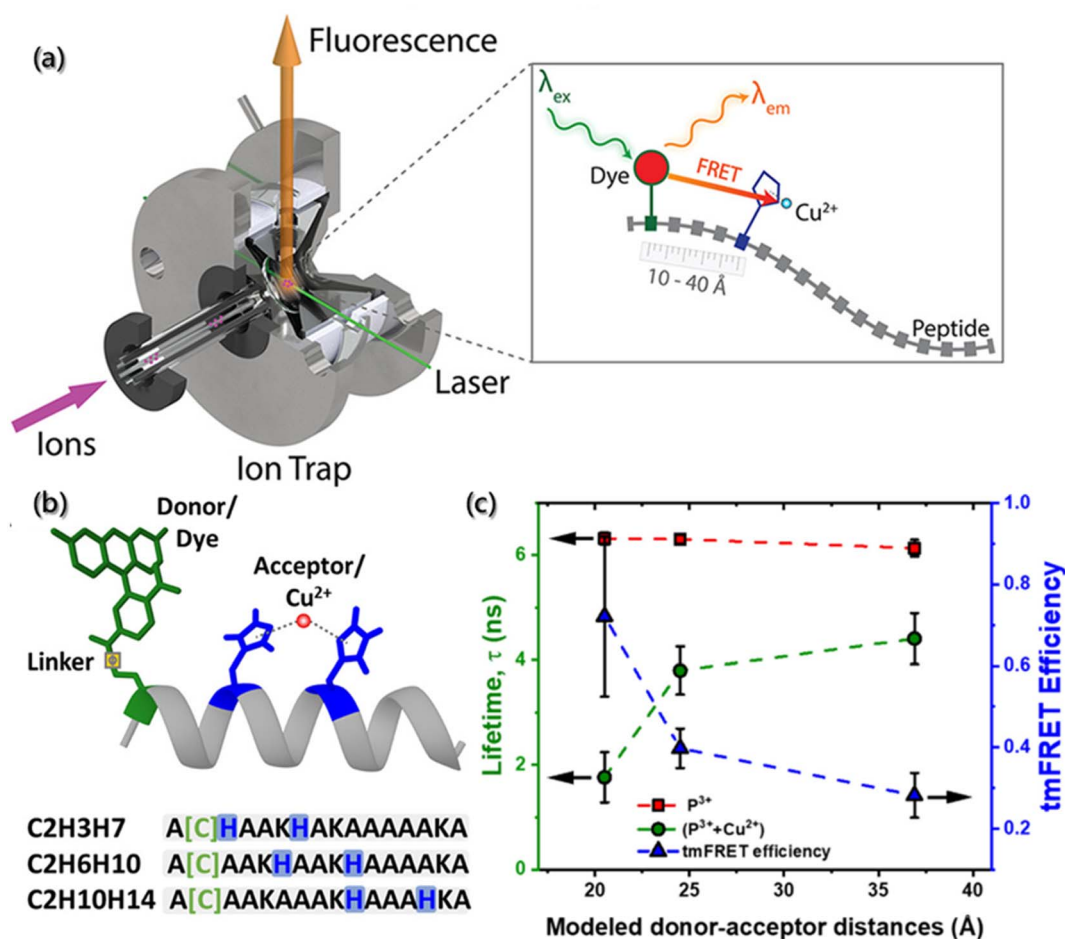 (a)
Fluorescence
Laser
Ions
Ion Trap
λex
λem
Dye
FRET
Cu2+
10 - 40 Å
Peptide
(b)
Donor/
Dye
Acceptor/
Cu2+
Linker
C2H3H7 A[C]HAAKHAKAAAAAKA
C2H6H10 A[C]AAKHAAKHAAAAKA
C2H10H14 A[C]AAKAAAKHAAAHKA
(c)
Lifetime, τ (ns)
6
4
2
0
1.0
0.8
0.6
0.4
0.2
tmFRET Efficiency
P3+
(P3++Cu2+)
tmFRET efficiency
20 25 30 35 40
Modeled donor-acceptor distances (Å)